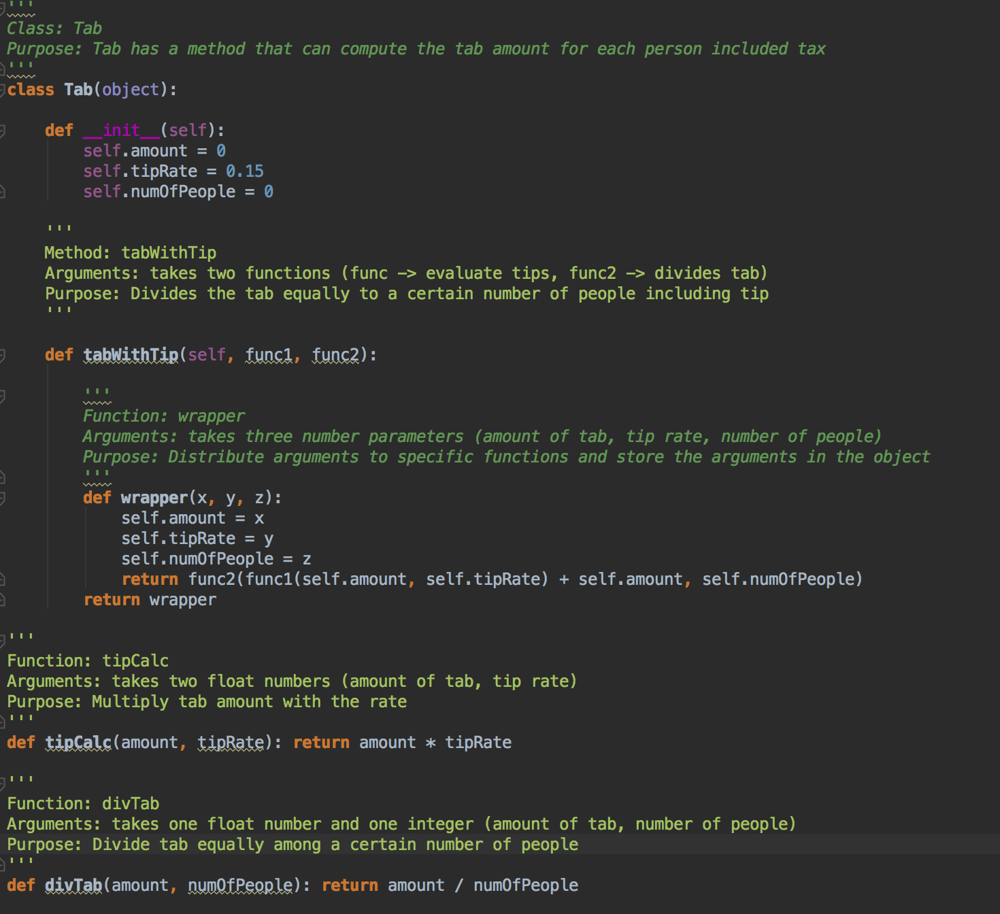 '''
Class: Tab
Purpose: Tab has a method that can compute the tab amount for each person included tax
'''
class Tab(object):
    def __init__(self):
        self.amount = 0
        self.tipRate = 0.15
        self.numOfPeople = 0
    '''
    Method: tabWithTip
    Arguments: takes two functions (func -> evaluate tips, func2 -> divides tab)
    Purpose: Divides the tab equally to a certain number of people including tip
    '''
    def tabWithTip(self, func1, func2):
        '''
        Function: wrapper
        Arguments: takes three number parameters (amount of tab, tip rate, number of people)
        Purpose: Distribute arguments to specific functions and store the arguments in the object
        '''
        def wrapper(x, y, z):
            self.amount = x
            self.tipRate = y
            self.numOfPeople = z
            return func2(func1(self.amount, self.tipRate) + self.amount, self.numOfPeople)
        return wrapper
'''
Function: tipCalc
Arguments: takes two float numbers (amount of tab, tip rate)
Purpose: Multiply tab amount with the rate
'''
def tipCalc(amount, tipRate): return amount * tipRate
'''
Function: divTab
Arguments: takes one float number and one integer (amount of tab, number of people)
Purpose: Divide tab equally among a certain number of people
'''
def divTab(amount, numOfPeople): return amount / numOfPeople